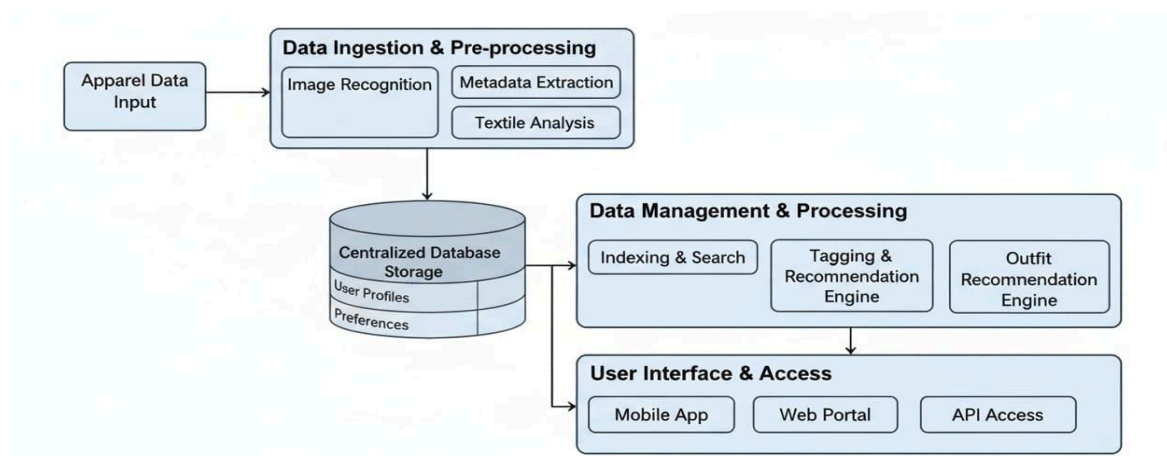 Apparel Data
Input
Data Ingestion & Pre-processing
Image Recognition
Metadata Extraction
Textile Analysis
Centralized Database
Storage
User Profiles
Preferences
Data Management & Processing
Indexing & Search
Tagging &
Recomnendation
Engine
Outfit
Recommendation
Engine
User Interface & Access
Mobile App
Web Portal
API Access